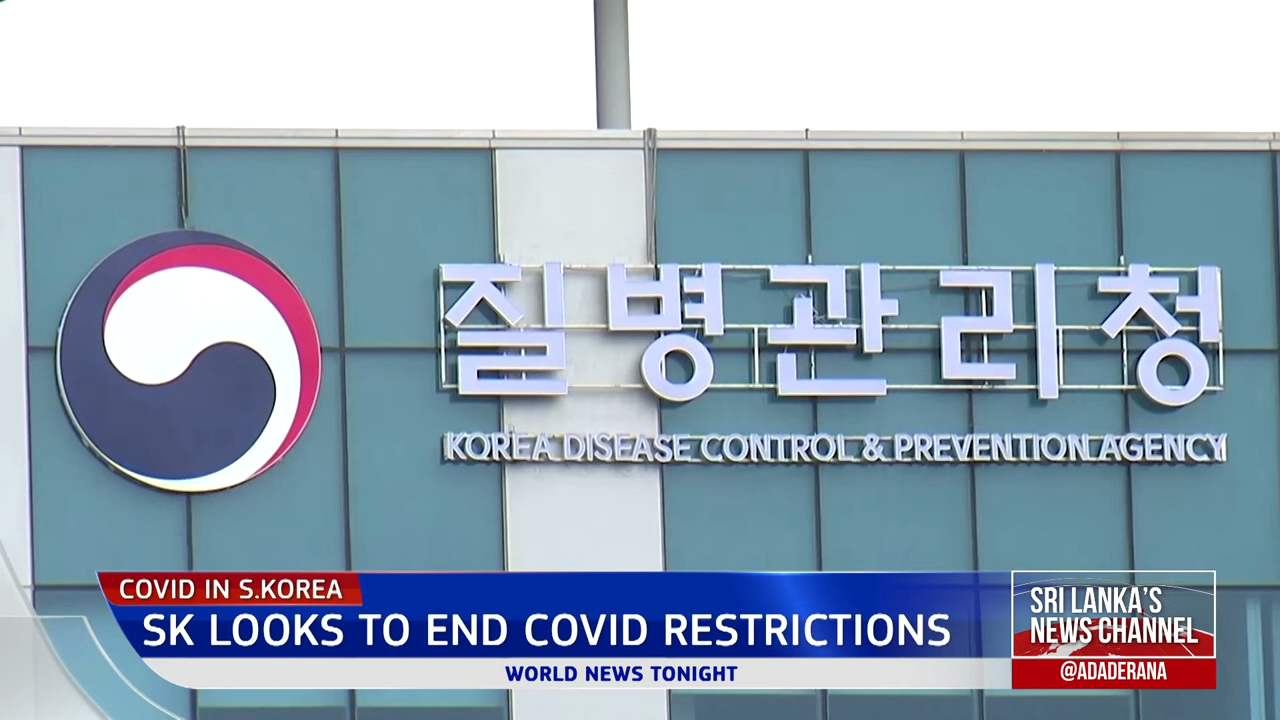 질병관리청
KOREA DISEASE CONTROL & PREVENTION AGENCY
COVID IN S.KOREA
SK LOOKS TO END COVID RESTRICTIONS
WORLD NEWS TONIGHT
SRI LANKA'S
NEWS CHANNEL
@ADADERANA